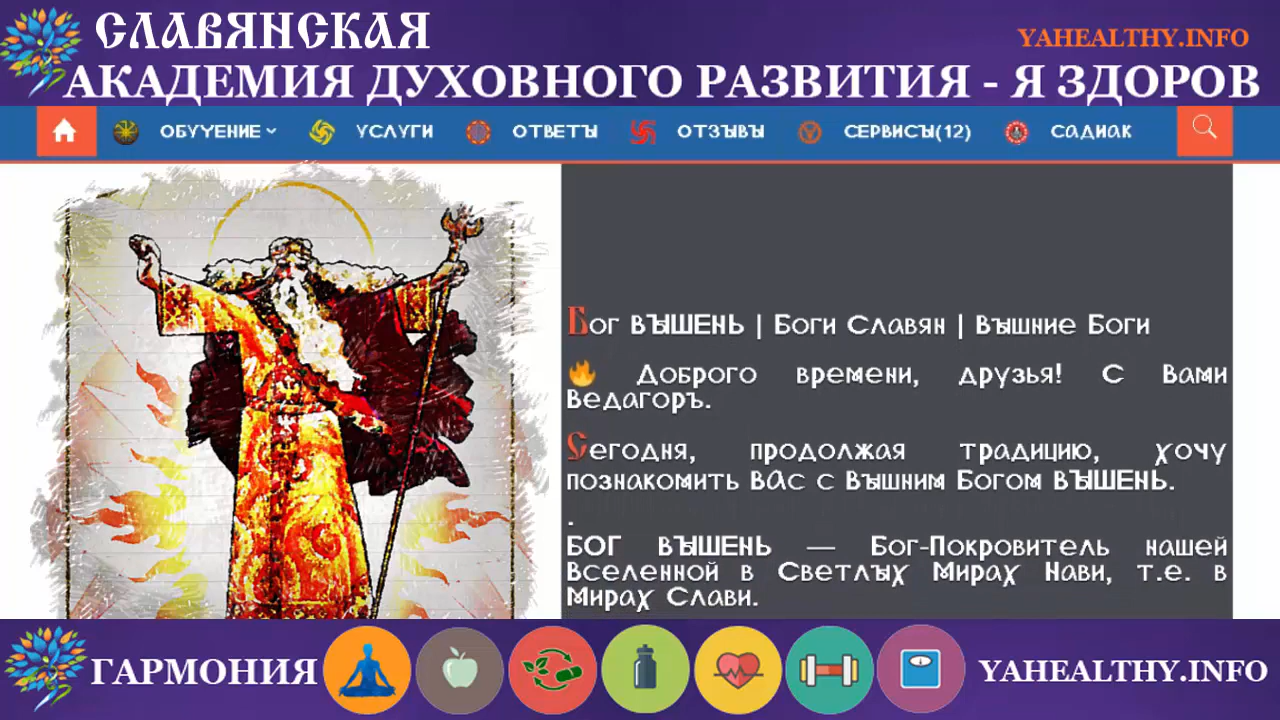 СЛАВЯНСКАЯ
YAHEALTHY.INFO
АКАДЕМИЯ ДУХОВНОГО РАЗВИТИЯ - Я ЗДОРОВ
ОБУЧЕНИЕ УСЛУГИ ОТВЕТЫ ОТЗЫВЫ СЕРВИСЫ(12) САДИАК
Бог ВЫШЕНЬ | Боги Славян | Вышние Боги
🔥 Доброго времени, друзья! С Вами
Ведагоръ.
Сегодня, продолжая традицию, хочу
познакомить ВАс с Вышним Богом ВЫШЕНЬ.
.
БОГ ВЫШЕНЬ — Бог-Покровитель нашей
Вселенной в Светлых Мирах Нави, т.е. в
Мирах Слави.
ГАРМОНИЯ
YAHEALTHY.INFO